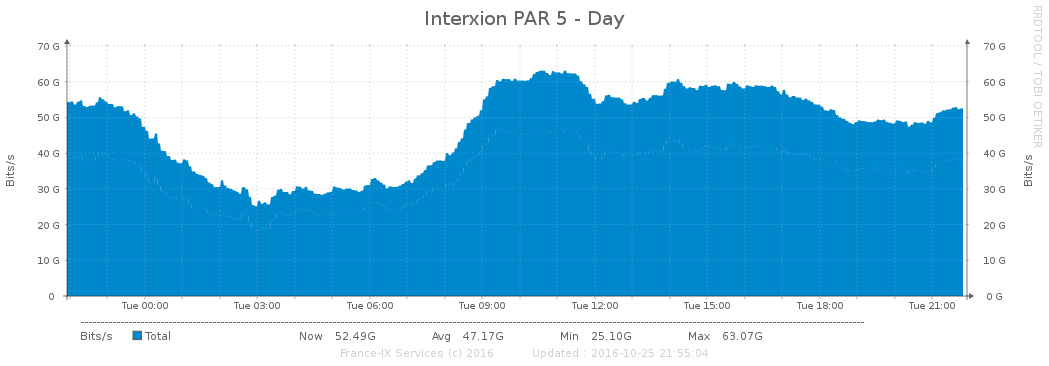 Interxion PAR 5 - Day
RRDTOOL / TOBI OETIKER
Bits/s
Bits/s
70 G 70 G
60 G 60 G
50 G 50 G
40 G 40 G
30 G 30 G
20 G 20 G
10 G 10 G
0 0 G
Tue 00:00 Tue 03:00 Tue 06:00 Tue 09:00 Tue 12:00 Tue 15:00 Tue 18:00 Tue 21:00
Bits/s Total Now 52.49G Avg 47.17G Min 25.10G Max 63.07G
France-IX Services (c) 2016 Updated : 2016-10-25 21:55:04